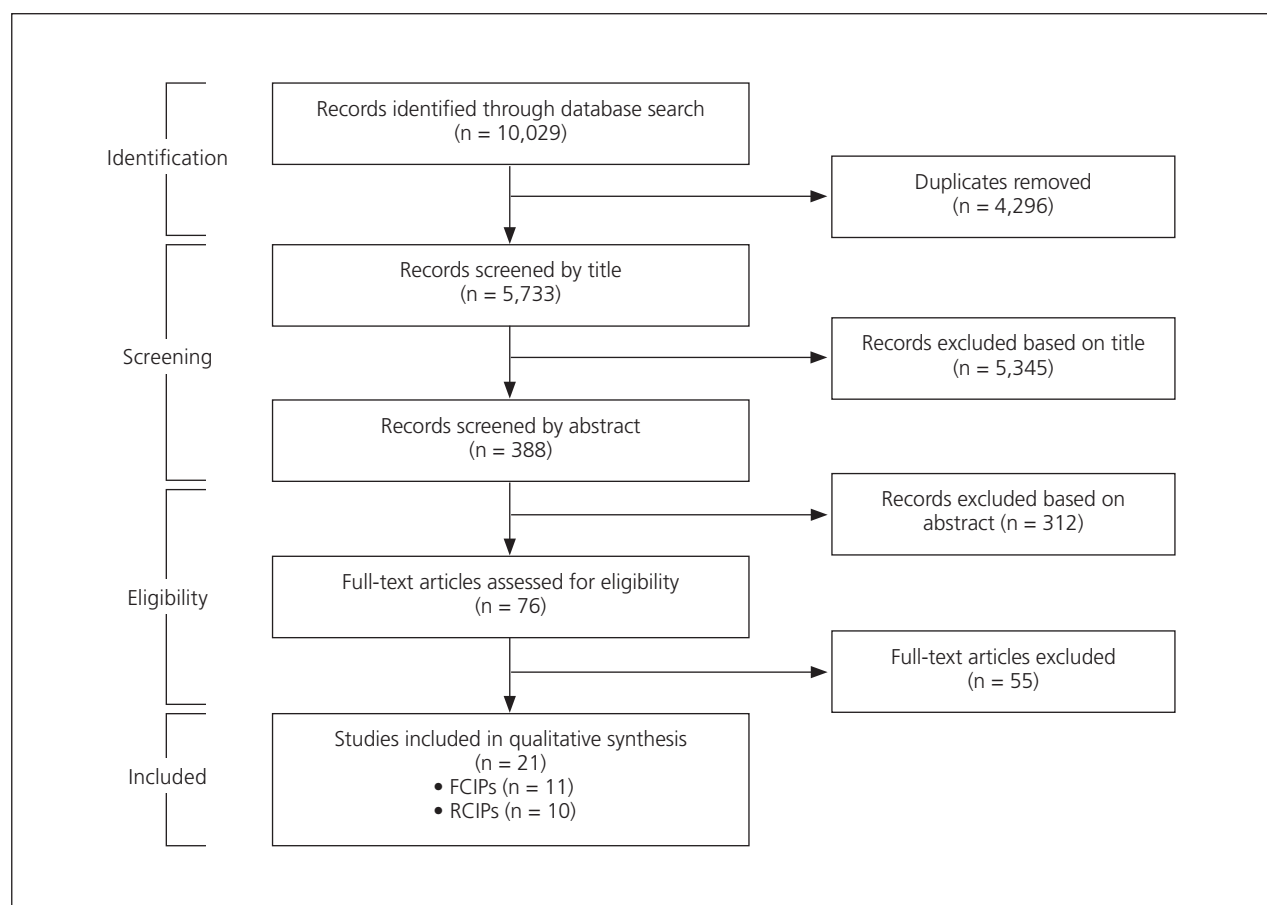 Identification
Records identified through database search
(n = 10,029)
Duplicates removed
(n = 4,296)
Screening
Records screened by title
(n = 5,733)
Records excluded based on title
(n = 5,345)
Records screened by abstract
(n = 388)
Eligibility
Records excluded based on
abstract (n = 312)
Full-text articles assessed for eligibility
(n = 76)
Full-text articles excluded
(n = 55)
Included
Studies included in qualitative synthesis
(n = 21)
• FCIPs (n = 11)
• RCIPs (n = 10)